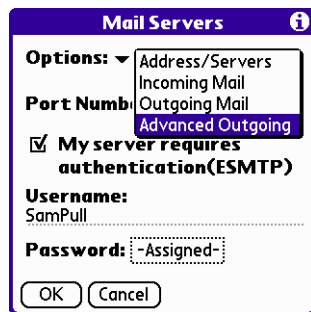 Mail Servers i
Options: Address/Servers
Incoming Mail
Port Numb Outgoing Mail
Advanced Outgoing
My server requires
authentication(ESMTP)
Username:
SamPull
Password: -Assigned-
OK Cancel